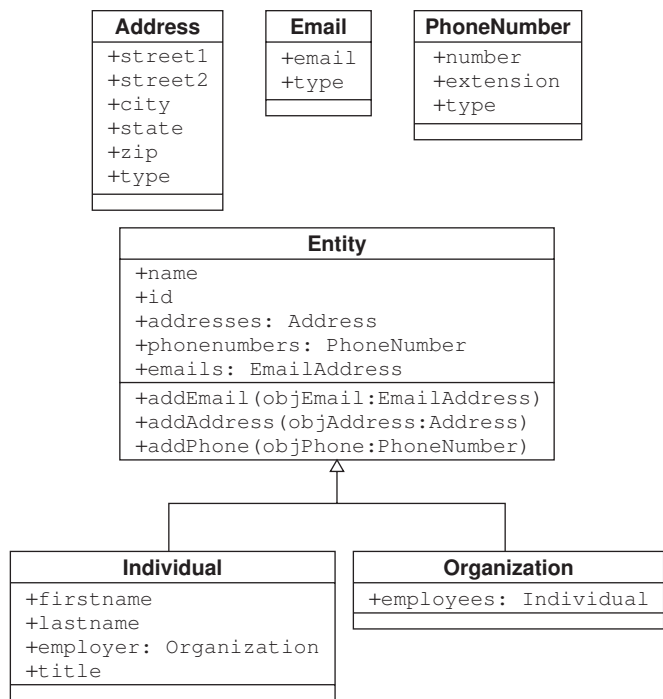 Address
+street1
+street2
+city
+state
+zip
+type
Email
+email
+type
PhoneNumber
+number
+extension
+type
Entity
+name
+id
+addresses: Address
+phonenumbers: PhoneNumber
+emails: EmailAddress
+addEmail(objEmail:EmailAddress)
+addAddress(objAddress:Address)
+addPhone(objPhone:PhoneNumber)
Individual
+firstname
+lastname
+employer: Organization
+title
Organization
+employees: Individual